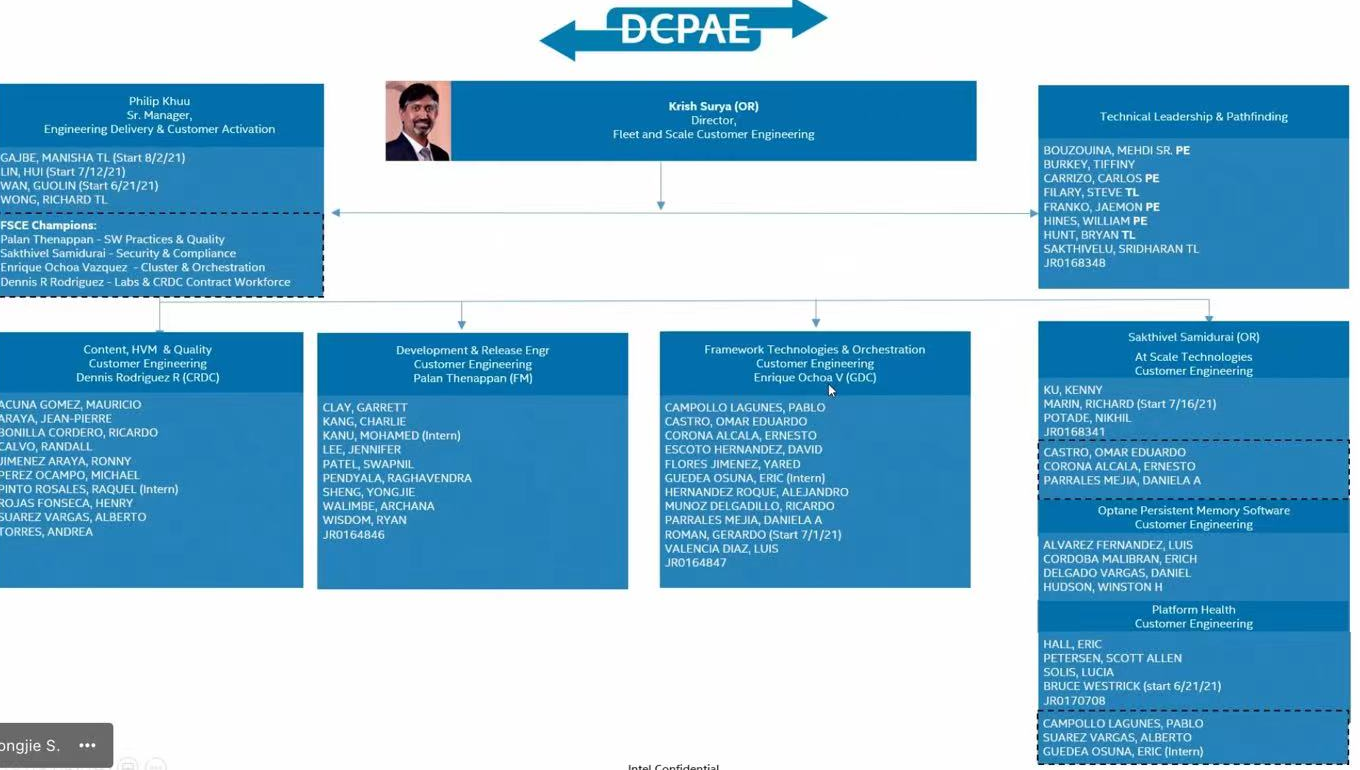 DCPAE
Philip Khuu
Sr. Manager,
Engineering Delivery & Customer Activation
GAJBE, MANISHA TL (Start 8/2/21)
LIN, HUI (Start 7/12/21)
WAN, GUOLIN (Start 6/21/21)
WONG, RICHARD TL
FSCE Champions:
Palan Thenappan - SW Practices & Quality
Sakthivel Samidurai - Security & Compliance
Enrique Ochoa Vazquez - Cluster & Orchestration
Dennis R Rodriguez - Labs & CRDC Contract Workforce
Krish Surya (OR)
Director,
Fleet and Scale Customer Engineering
Technical Leadership & Pathfinding
BOUZOUINA, MEHDI SR. PE
BURKEY, TIFFINY
CARRIZO, CARLOS PE
FILARY, STEVE TL
FRANKO, JAEMON PE
HINES, WILLIAM PE
HUNT, BRYAN TL
SAKTHIVELU, SRIDHARAN TL
JR0168348
Content, HVM & Quality
Customer Engineering
Dennis Rodriguez R (CRDC)
ACUNA GOMEZ, MAURICIO
ARAYA, JEAN-PIERRE
BONILLA CORDERO, RICARDO
CALVO, RANDALL
JIMENEZ ARAYA, RONNY
PEREZ OCAMPO, MICHAEL
PINTO ROSALES, RAQUEL (Intern)
ROJAS FONSECA, HENRY
SUAREZ VARGAS, ALBERTO
TORRES, ANDREA
Development & Release Engr
Customer Engineering
Palan Thenappan (FM)
CLAY, GARRETT
KANG, CHARLIE
KANU, MOHAMED (Intern)
LEE, JENNIFER
PATEL, SWAPNIL
PENDYALA, RAGHAVENDRA
SHENG, YONGJIE
WALIMBE, ARCHANA
WISDOM, RYAN
JR0164846
Framework Technologies & Orchestration
Customer Engineering
Enrique Ochoa V (GDC)
CAMPOLLO LAGUNES, PABLO
CASTRO, OMAR EDUARDO
CORONA ALCALA, ERNESTO
ESCOTO HERNANDEZ, DAVID
FLORES JIMENEZ, YARED
GUEDEA OSUNA, ERIC (Intern)
HERNANDEZ ROQUE, ALEJANDRO
MUNOZ DELGADILLO, RICARDO
PARRALES MEJIA, DANIELA A
ROMAN, GERARDO (Start 7/1/21)
VALENCIA DIAZ, LUIS
JR0164847
Sakthivel Samidurai (OR)
At Scale Technologies
Customer Engineering
KU, KENNY
MARIN, RICHARD (Start 7/16/21)
POTADE, NIKHIL
JR0168341
CASTRO, OMAR EDUARDO
CORONA ALCALA, ERNESTO
PARRALES MEJIA, DANIELA A
Optane Persistent Memory Software
Customer Engineering
ALVAREZ FERNANDEZ, LUIS
CORDOBA MALIBRAN, ERICH
DELGADO VARGAS, DANIEL
HUDSON, WINSTON H
Platform Health
Customer Engineering
HALL, ERIC
PETERSEN, SCOTT ALLEN
SOLIS, LUCIA
BRUCE WESTRICK (start 6/21/21)
JR0170708
CAMPOLLO LAGUNES, PABLO
SUAREZ VARGAS, ALBERTO
GUEDEA OSUNA, ERIC (Intern)
ongjie S. •••
Intel Confidential